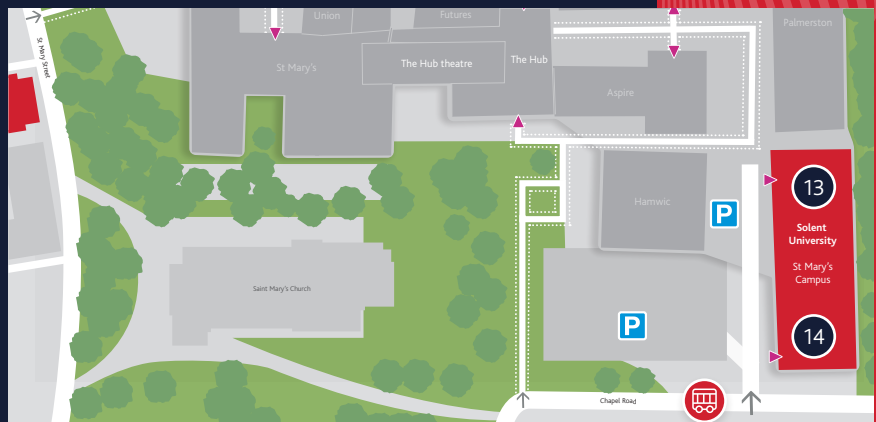 Union
Futures
Palmerston
St Mary Street
St Mary's
The Hub theatre
The Hub
Aspire
13
Solent
University
St Mary's
Campus
14
Hamwic
P
Saint Mary's Church
P
Chapel Road